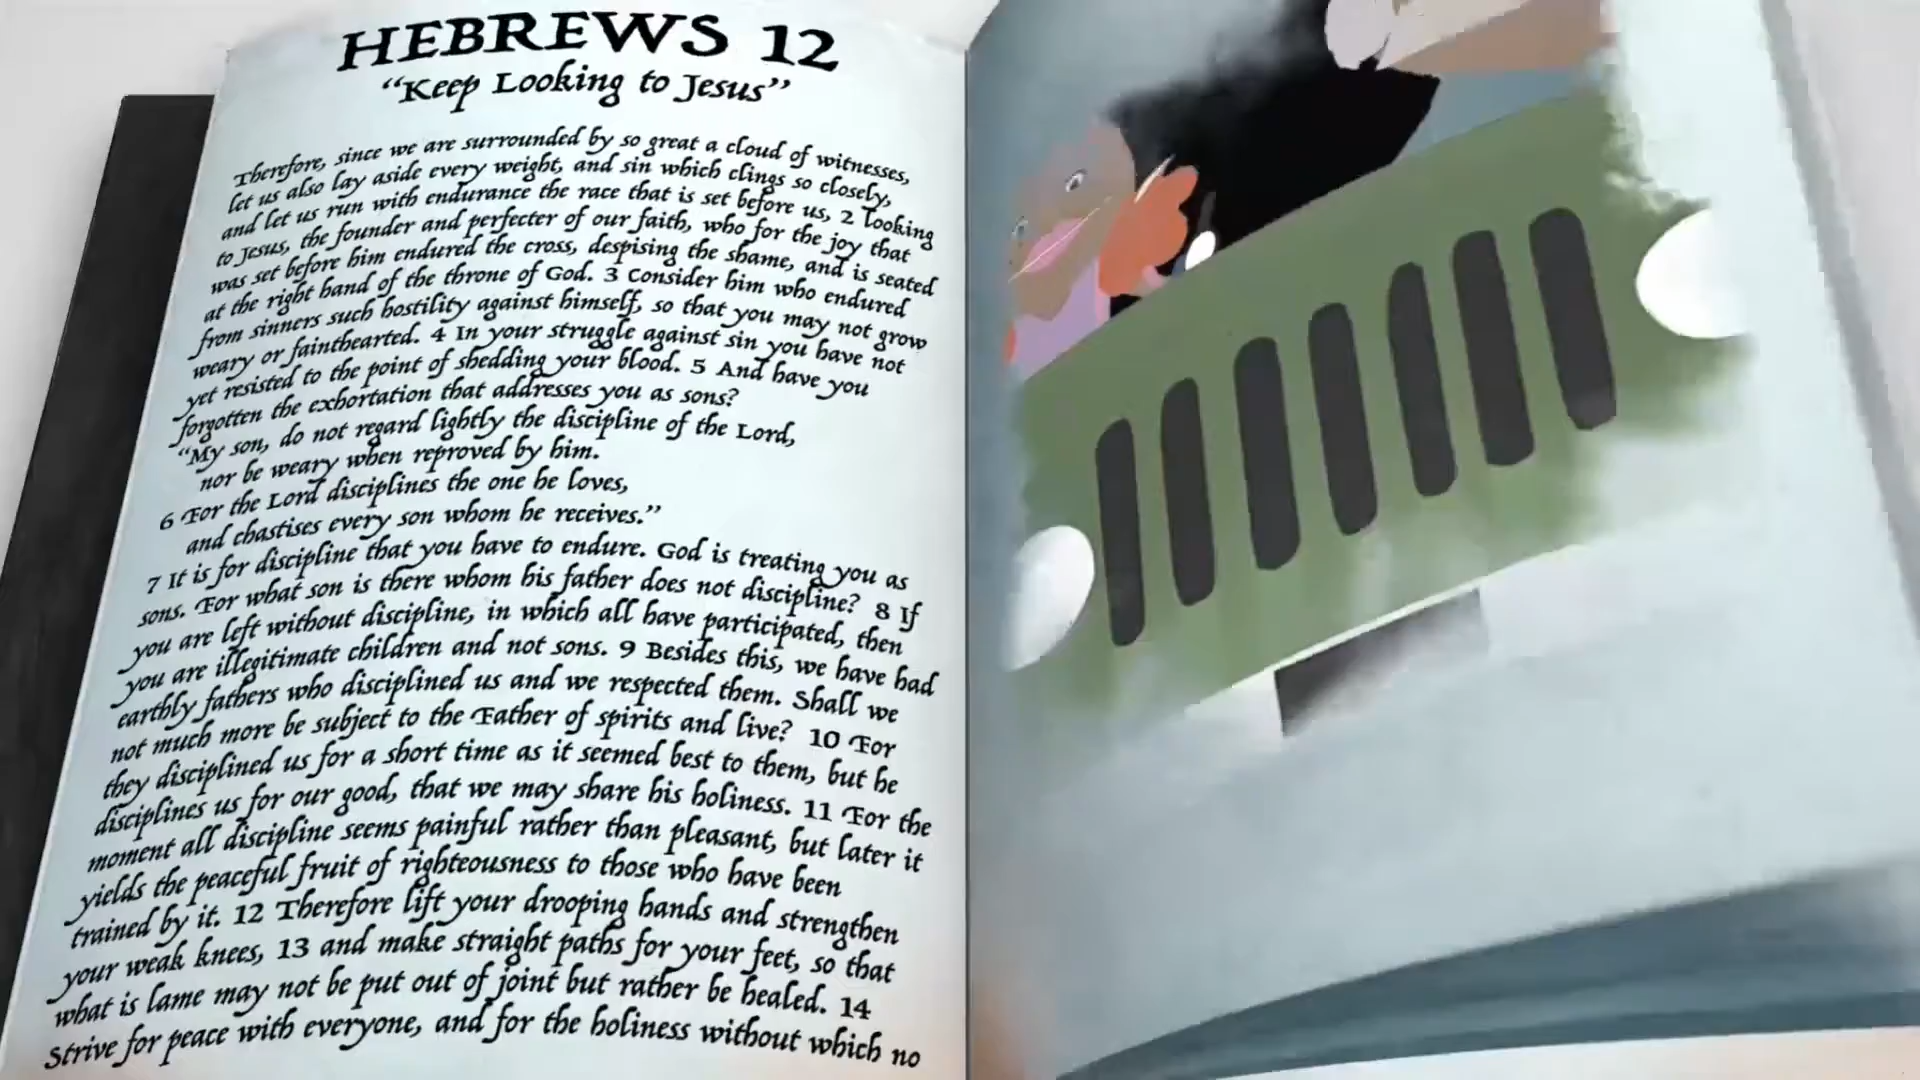 HEBREWS 12
“Keep Looking to Jesus”
Therefore, since we are surrounded by so great a cloud of witnesses,
let us also lay aside every weight, and sin which clings so closely,
and let us run with endurance the race that is set before us, 2 looking
to Jesus, the founder and perfecter of our faith, who for the joy that
was set before him endured the cross, despising the shame, and is seated
at the right hand of the throne of God. 3 Consider him who endured
from sinners such hostility against himself, so that you may not grow
weary or fainthearted. 4 In your struggle against sin you have not
yet resisted to the point of shedding your blood. 5 And have you
forgotten the exhortation that addresses you as sons?
“My son, do not regard lightly the discipline of the Lord,
nor be weary when reproved by him.
6 For the Lord disciplines the one he loves,
and chastises every son whom he receives.”
7 It is for discipline that you have to endure. God is treating you as
sons. For what son is there whom his father does not discipline? 8 If
you are left without discipline, in which all have participated, then
you are illegitimate children and not sons. 9 Besides this, we have had
earthly fathers who disciplined us and we respected them. Shall we
not much more be subject to the Father of spirits and live? 10 For
they disciplined us for a short time as it seemed best to them, but he
disciplines us for our good, that we may share his holiness. 11 For the
moment all discipline seems painful rather than pleasant, but later it
yields the peaceful fruit of righteousness to those who have been
trained by it. 12 Therefore lift your drooping hands and strengthen
your weak knees, 13 and make straight paths for your feet, so that
what is lame may not be put out of joint but rather be healed. 14
Strive for peace with everyone, and for the holiness without which no